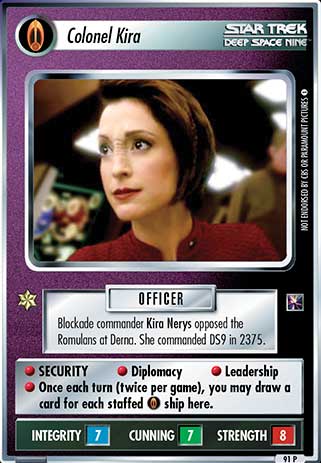 Colonel Kira
STAR TREK
DEEP SPACE NINE
NOT ENDORSED BY CBS OR PARAMOUNT PICTURES
OFFICER
Blockade commander Kira Nerys opposed the
Romulans at Derna. She commanded DS9 in 2375.
SECURITY Diplomacy Leadership
Once each turn (twice per game), you may draw
a card for each staffed ship here.
INTEGRITY 7 CUNNING 7 STRENGTH 8
91 P